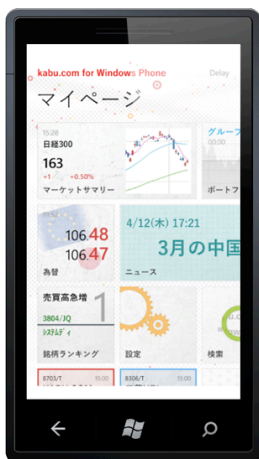 kabu.com for Windows Phone
Delay
マイページ
15:28
日経300
163
+1 +0.50%
マーケットサマリー
グループ
00:00
ポートフ
106.48
106.47
為替
4/12(木) 17:21
3月の中国
ニュース
売買高急増
1
3804/JQ
ｼｽﾃﾑﾃﾞｨ
銘柄ランキング
設定
検索
8703/T 15:00
8306/T 15:00